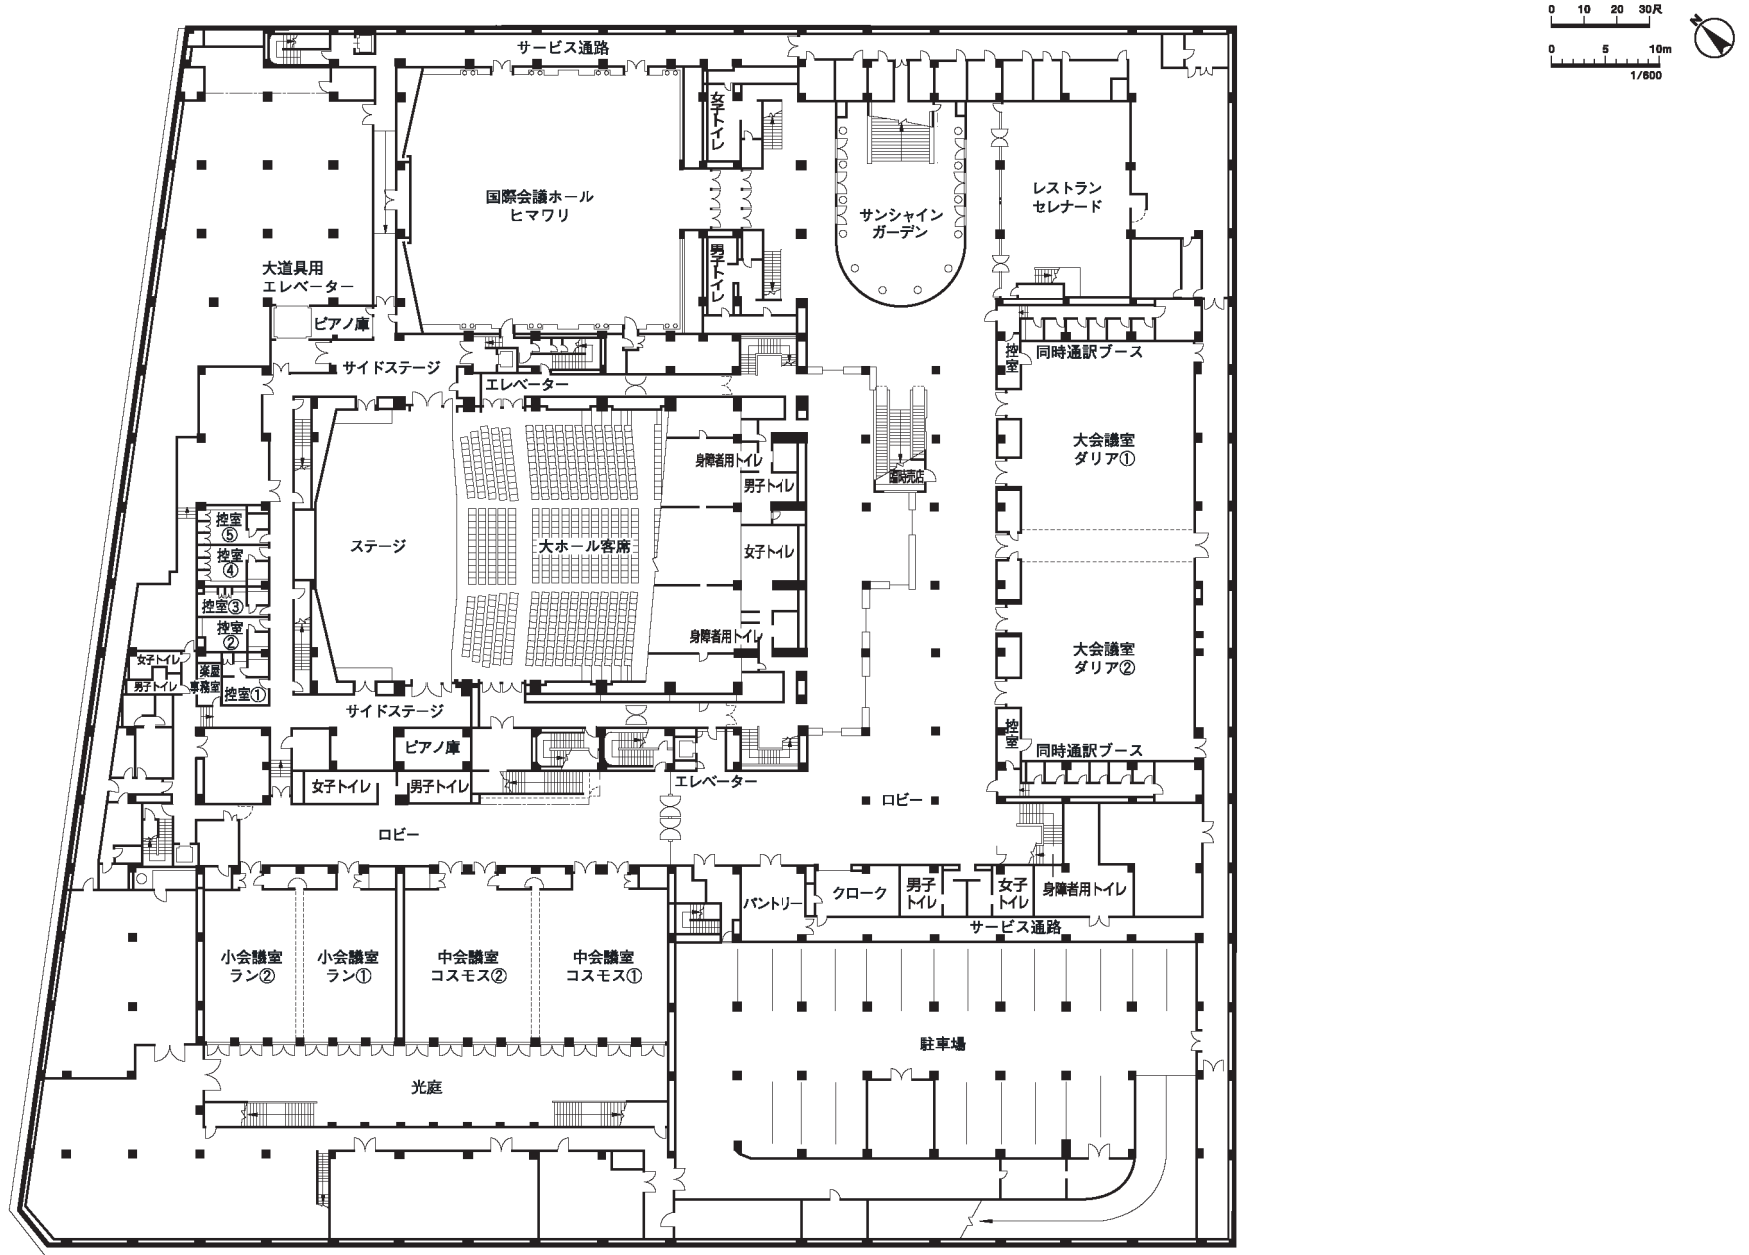 0 10 20 30尺
0 5 10m
1/600
N
サービス通路
女子トイレ
国際会議ホール
ヒマワリ
サンシャイン
ガーデン
レストラン
セレナード
男子トイレ
大道具用
エレベーター
ピアノ庫
サイドステージ
エレベーター
控室
同時通訳ブース
身障者用トイレ
男子トイレ
臨時売店
大会議室
ダリア①
控室
⑤
ステージ
大ホール客席
女子トイレ
控室
④
控室③
控室
②
身障者用トイレ
大会議室
ダリア②
女子トイレ
男子トイレ
楽屋
事務室
控室①
サイドステージ
ピアノ庫
控室
同時通訳ブース
女子トイレ
男子トイレ
エレベーター
ロビー
ロビー
パントリー
クローク
男子
トイレ
女子
トイレ
身障者用トイレ
サービス通路
小会議室
ラン②
小会議室
ラン①
中会議室
コスモス②
中会議室
コスモス①
駐車場
光庭